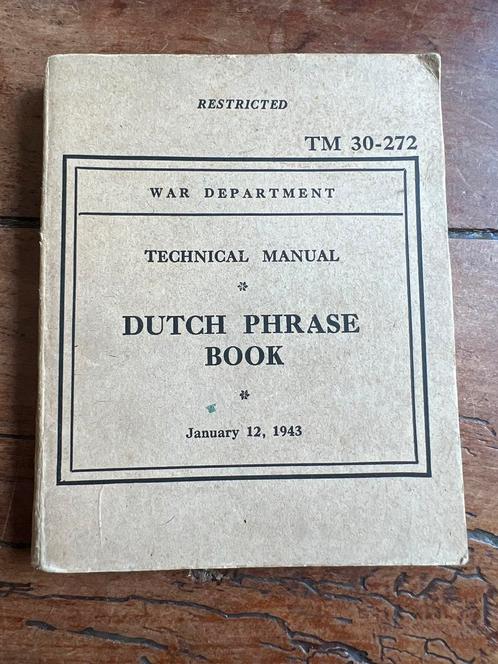 RESTRICTED
TM 30-272
WAR DEPARTMENT
TECHNICAL MANUAL
DUTCH PHRASE
BOOK
January 12, 1943